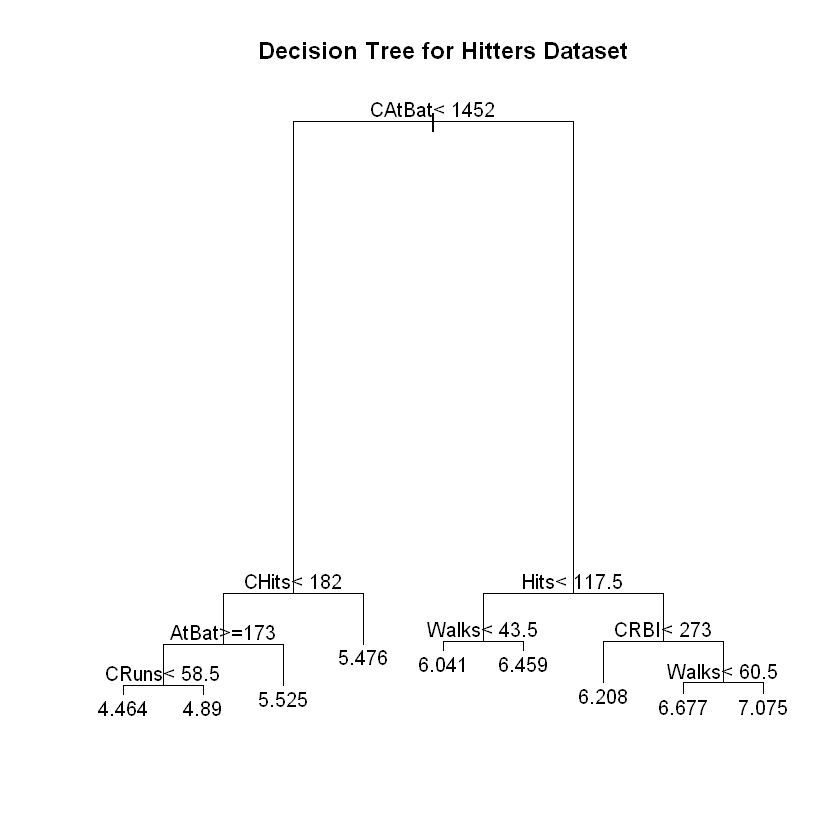 Decision Tree for Hitters Dataset
CAtBat< 1452
CHits< 182
Hits< 117.5
AtBat>=173
Walks< 43.5
CRBI< 273
5.476
6.041
6.459
CRuns< 58.5
Walks< 60.5
5.525
6.208
4.464
4.89
6.677
7.075